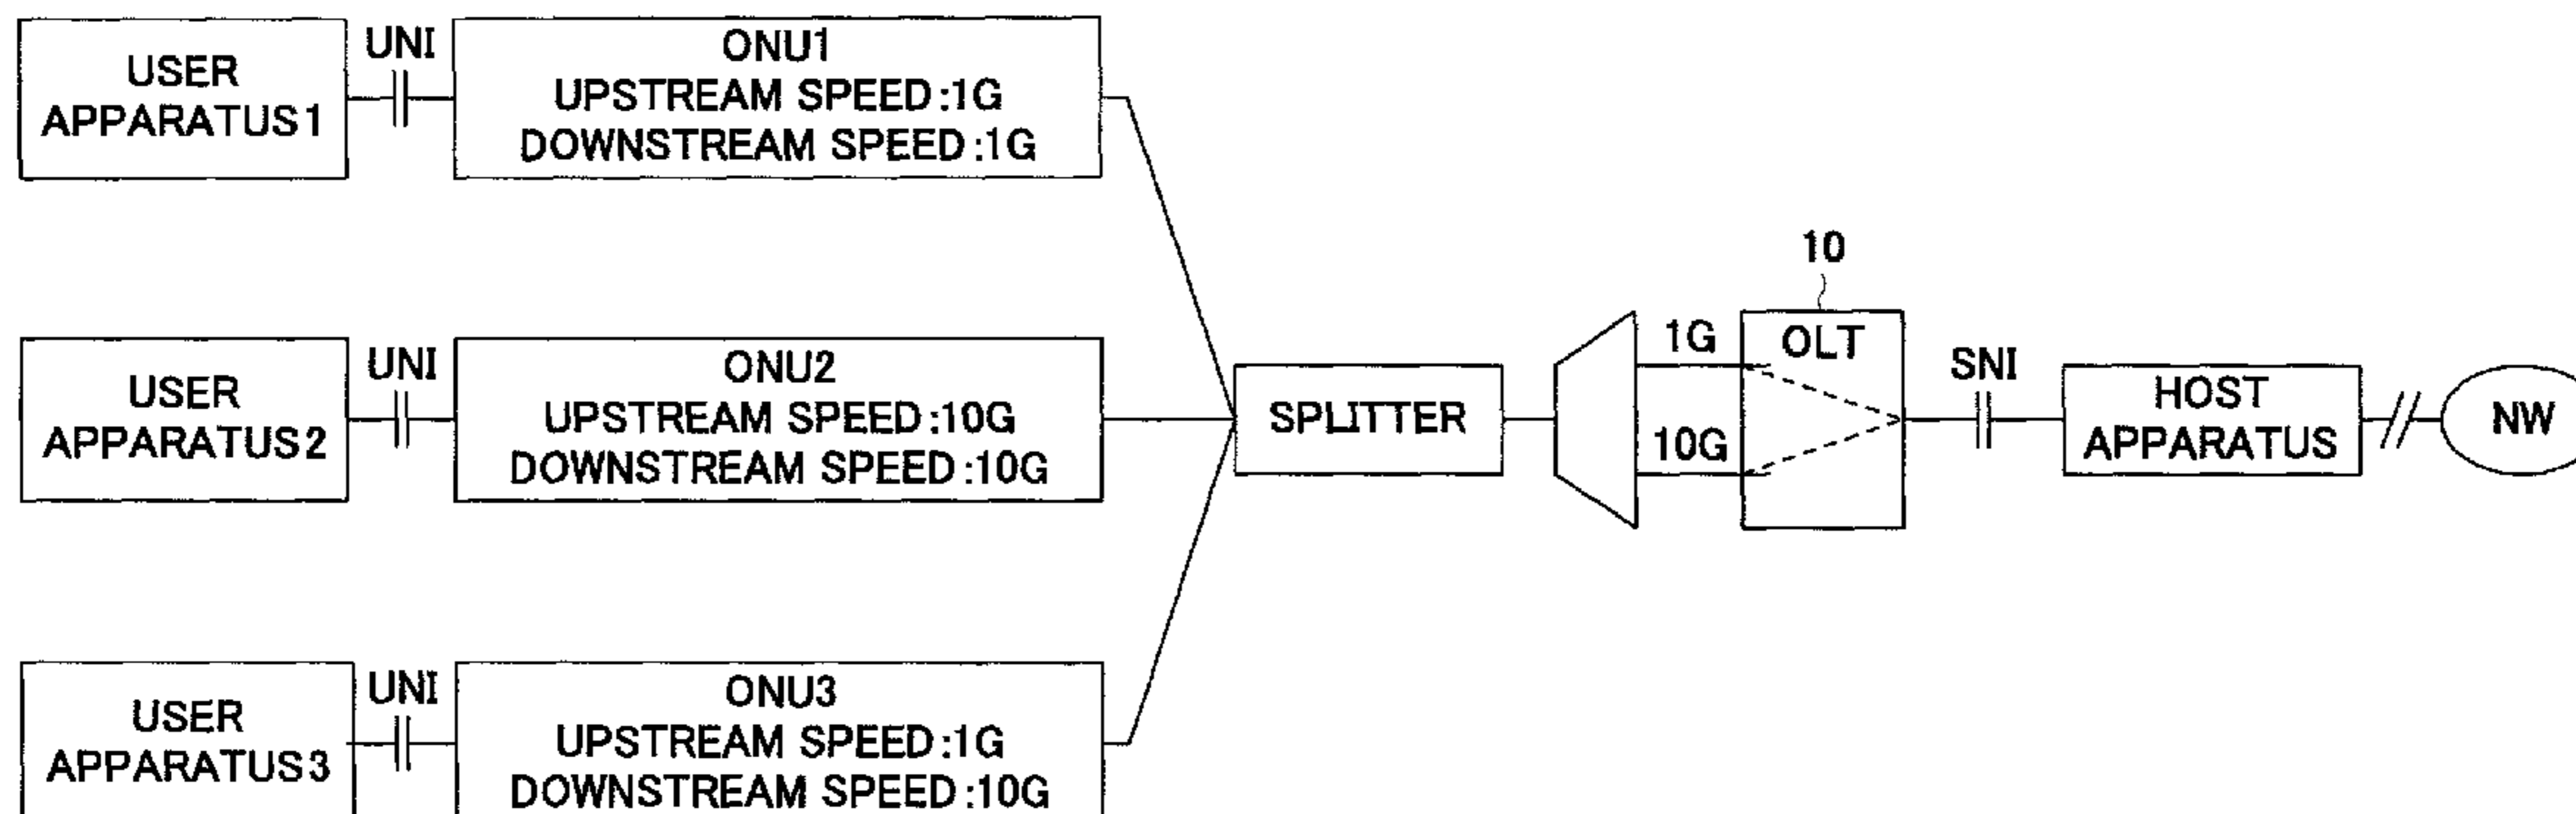 USER
APPARATUS1
UNI
ONU1
UPSTREAM SPEED:1G
DOWNSTREAM SPEED:1G
USER
APPARATUS2
UNI
ONU2
UPSTREAM SPEED:10G
DOWNSTREAM SPEED:10G
USER
APPARATUS3
UNI
ONU3
UPSTREAM SPEED:1G
DOWNSTREAM SPEED:10G
SPLITTER
1G
10G
10
OLT
SNI
HOST
APPARATUS
NW